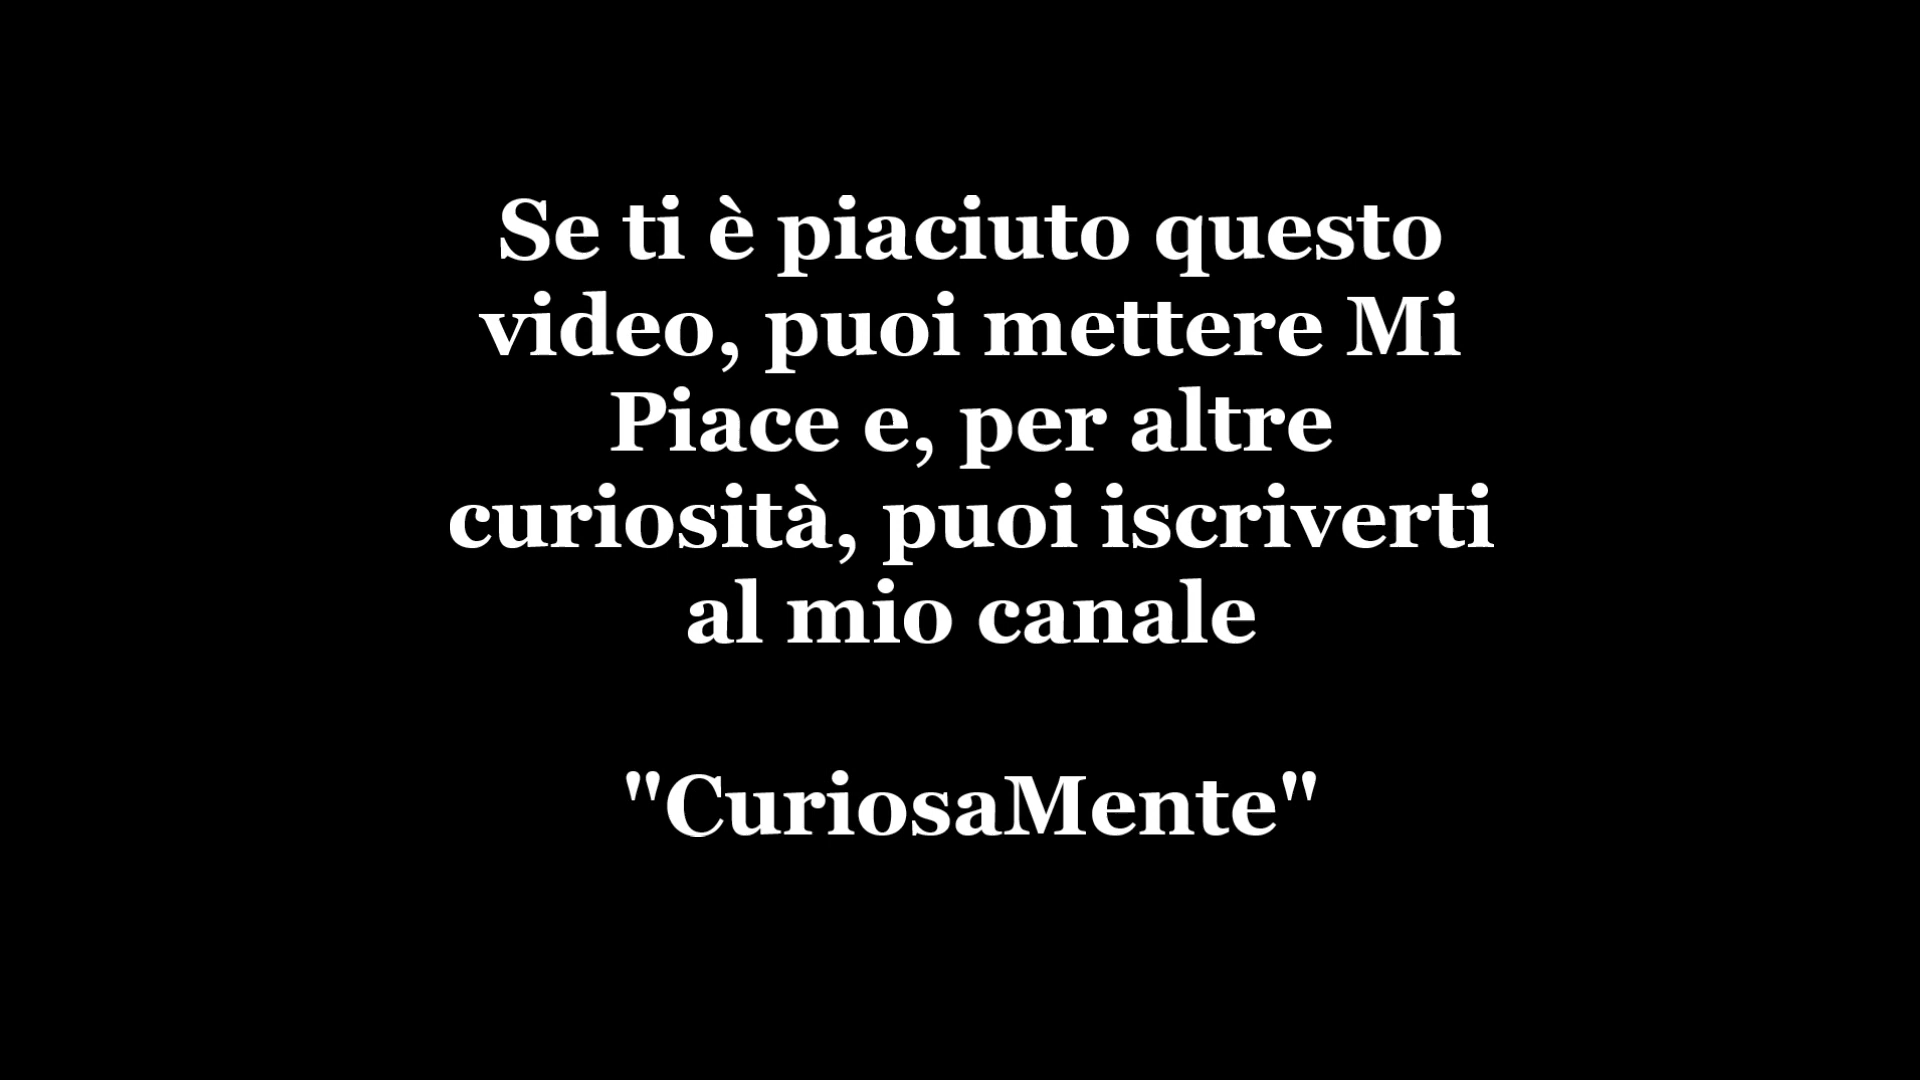 Se ti è piaciuto questo
video, puoi mettere Mi
Piace e, per altre
curiosità, puoi iscriverti
al mio canale
"CuriosaMente"